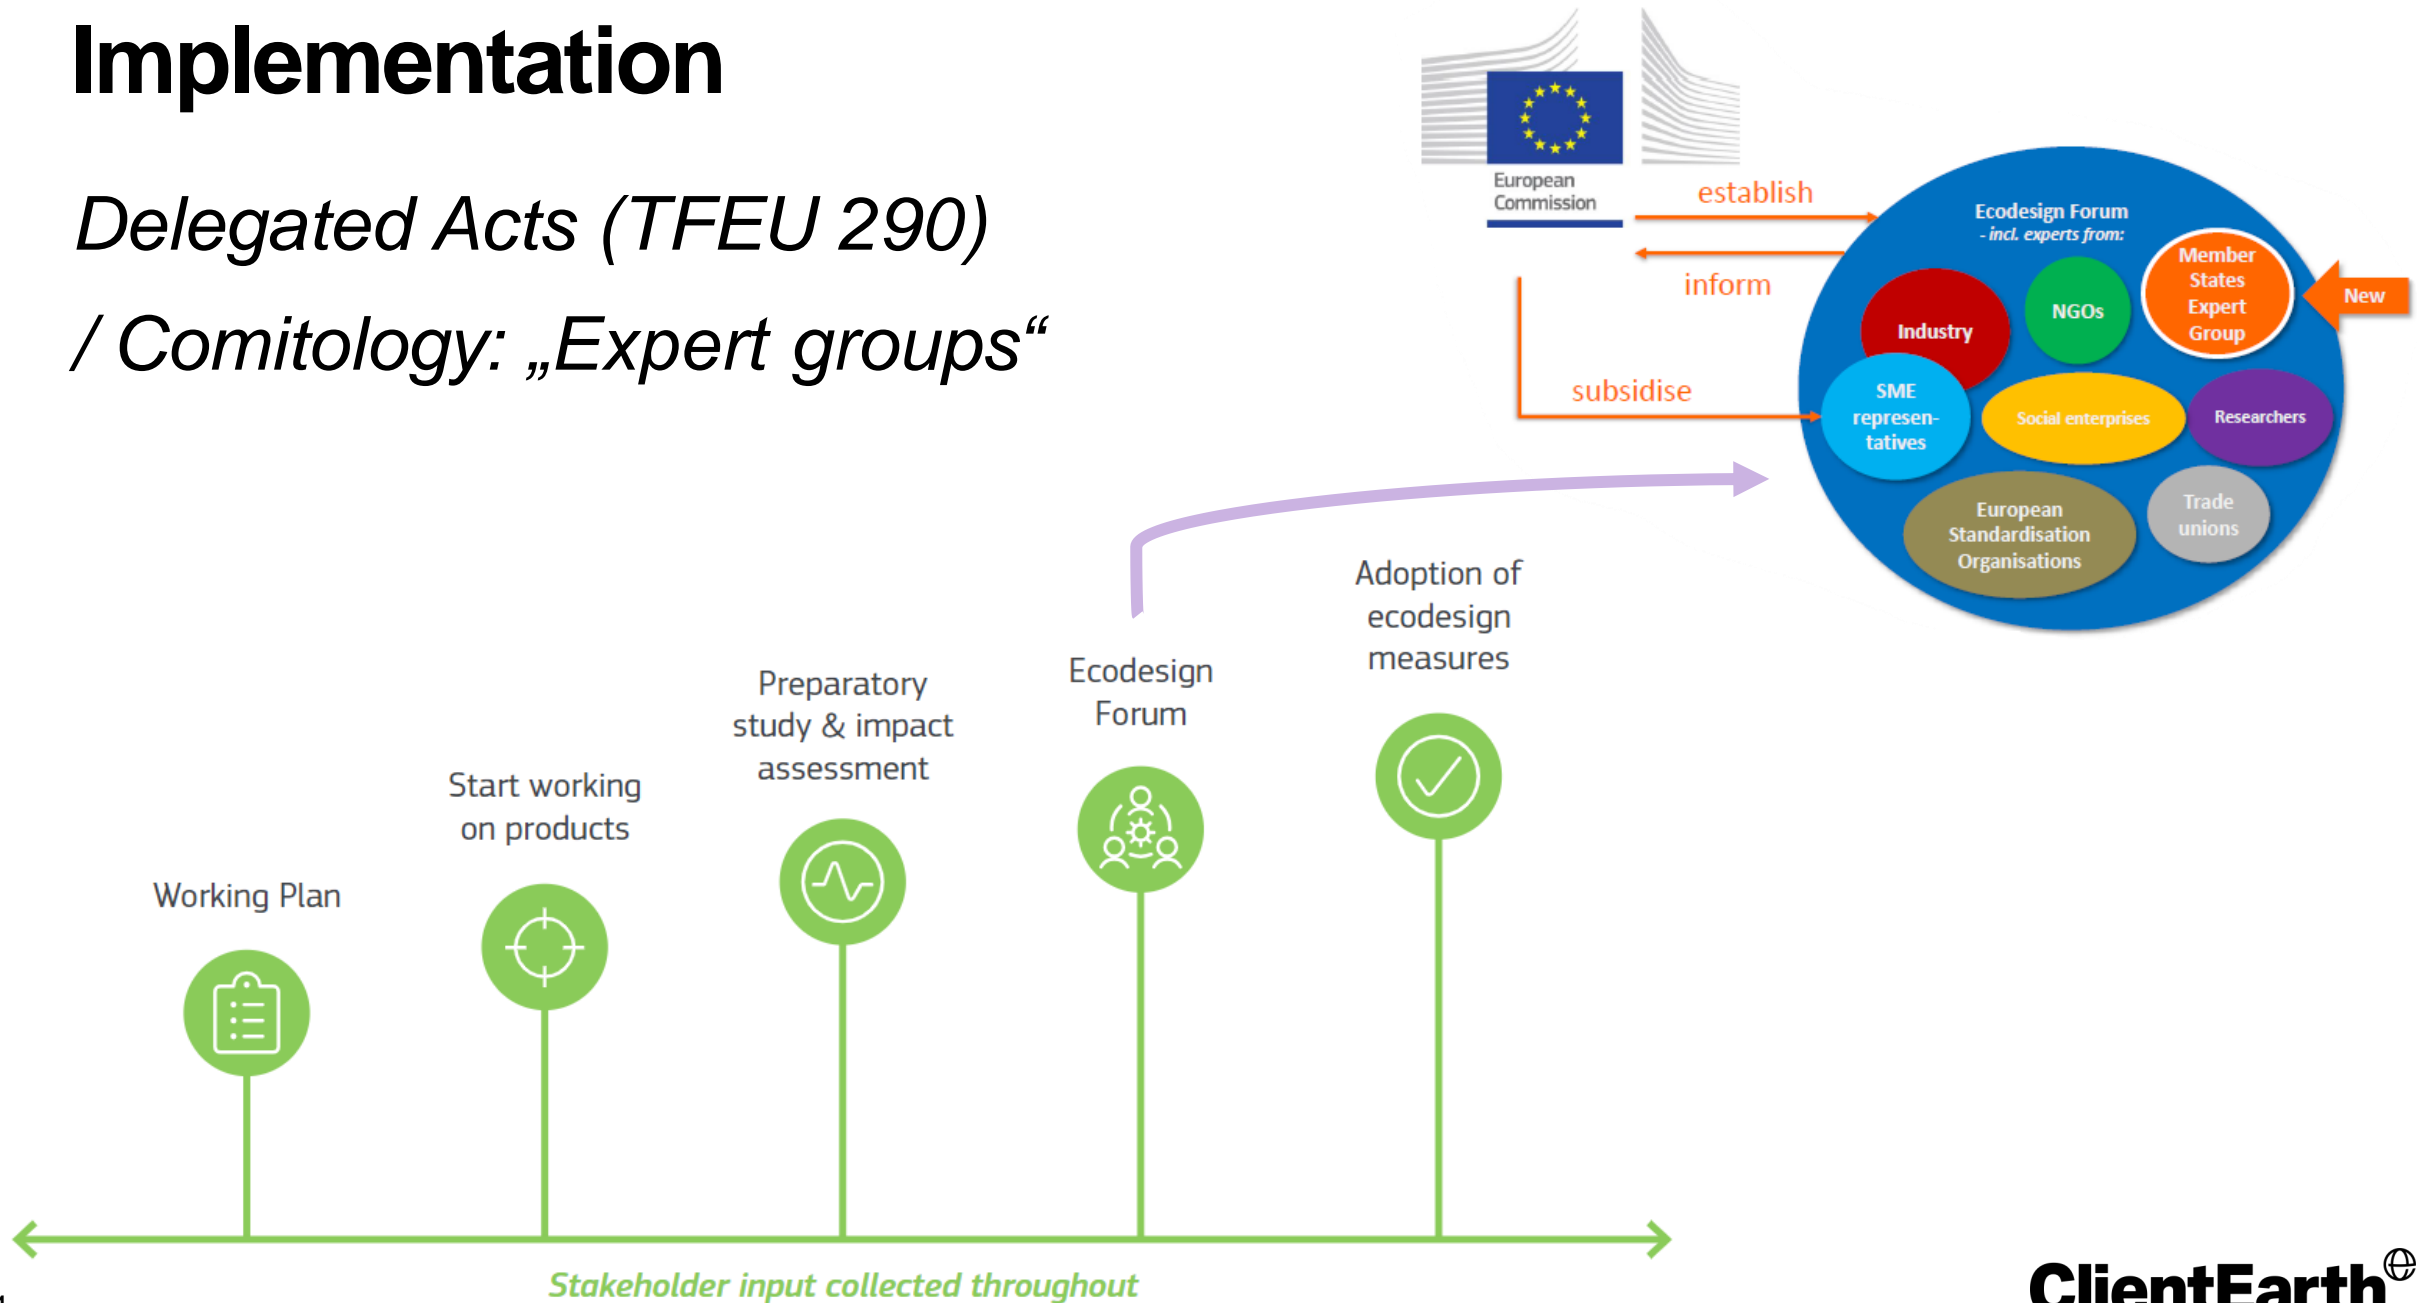 Implementation
Delegated Acts (TFEU 290)
/ Comitology: „Expert groups“
European
Commission
establish
inform
subsidise
Ecodesign Forum
- incl. experts from:
Member
States
Expert
Group
New
NGOs
Industry
SME
represen-
tatives
Social enterprises
Researchers
European
Standardisation
Organisations
Trade
unions
Working Plan
Start working
on products
Preparatory
study & impact
assessment
Ecodesign
Forum
Adoption of
ecodesign
measures
Stakeholder input collected throughout
ClientEarth